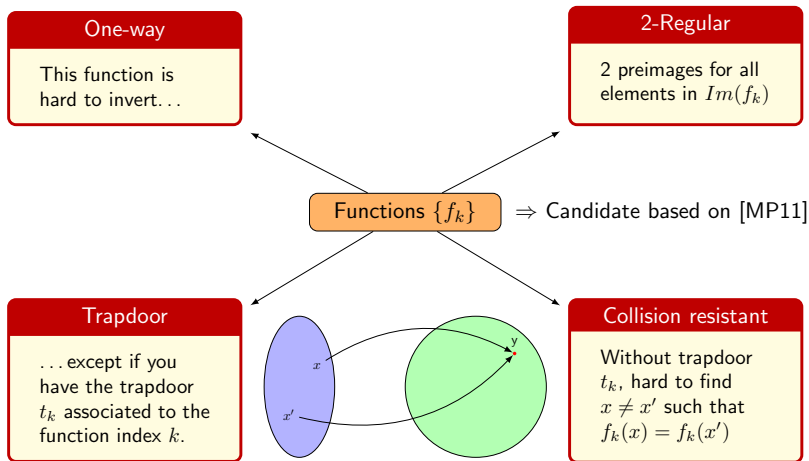 One-way
This function is
hard to invert…
2-Regular
2 preimages for all
elements in Im(f_k)
Functions {f_k}
⇒ Candidate based on [MP11]
Trapdoor
…except if you
have the trapdoor
t_k associated to the
function index k.
x
x′
y
Collision resistant
Without trapdoor
t_k, hard to find
x ≠ x′ such that
f_k(x) = f_k(x′)